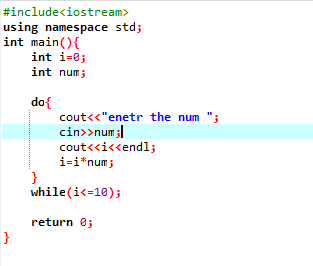 #include<iostream>
using namespace std;
int main(){
int i=0;
int num;
do{
cout<<"enetr the num ";
cin>>num;
cout<<i<<endl;
i=i*num;
}
while(i<=10);
return 0;
}